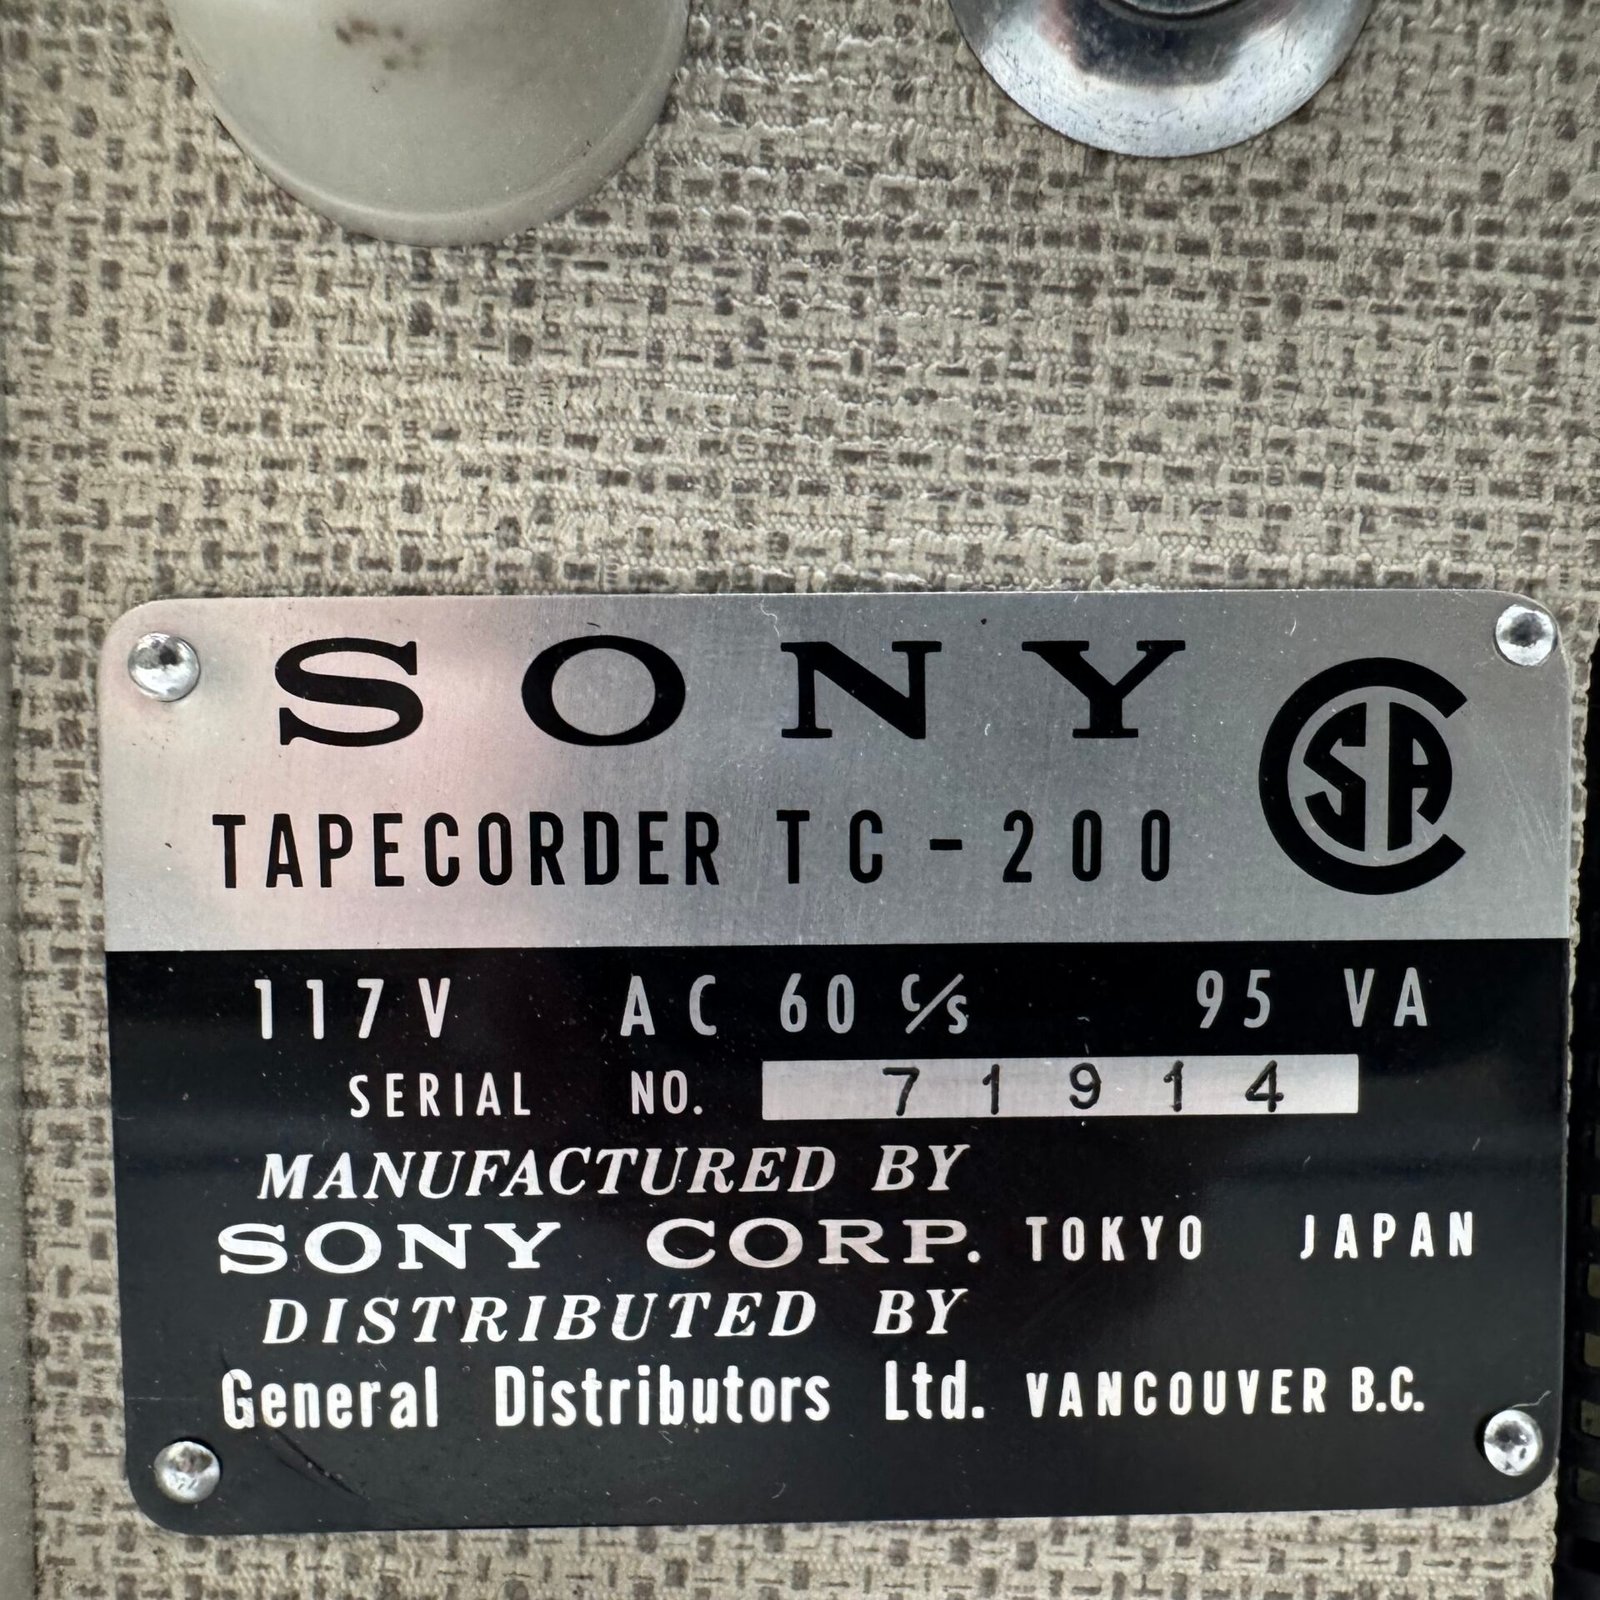 SONY
CSA
TAPECORDER TC-200
117V AC 60 c/s 95 VA
SERIAL NO. 71914
MANUFACTURED BY
SONY CORP. TOKYO JAPAN
DISTRIBUTED BY
General Distributors Ltd. VANCOUVER B.C.